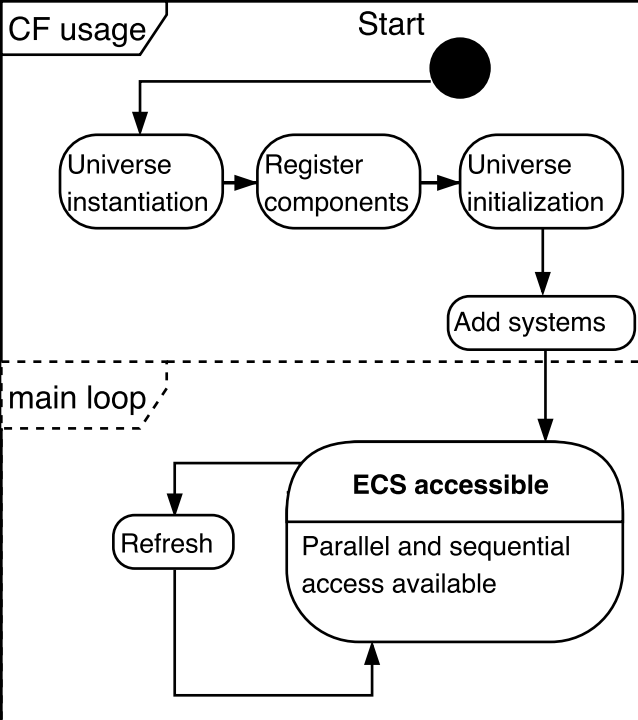 CF usage
Start
Universe
instantiation
Register
components
Universe
initialization
Add systems
main loop
ECS accessible
Refresh
Parallel and sequential
access available